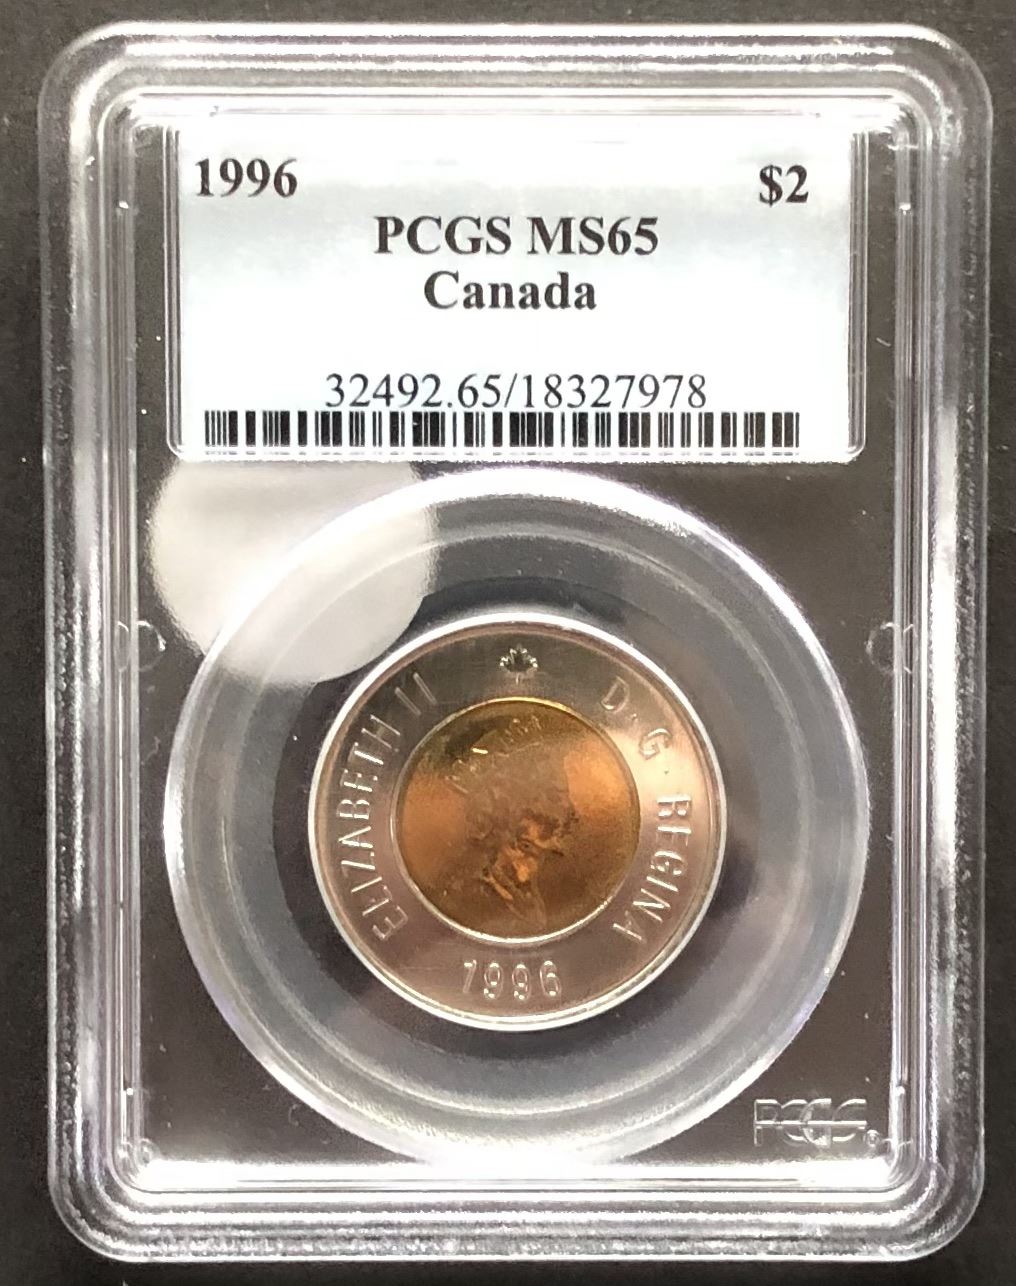 1996 $2
PCGS MS65
Canada
32492.65/18327978
ELIZABETH II D·G·REGINA
1996
PCGS